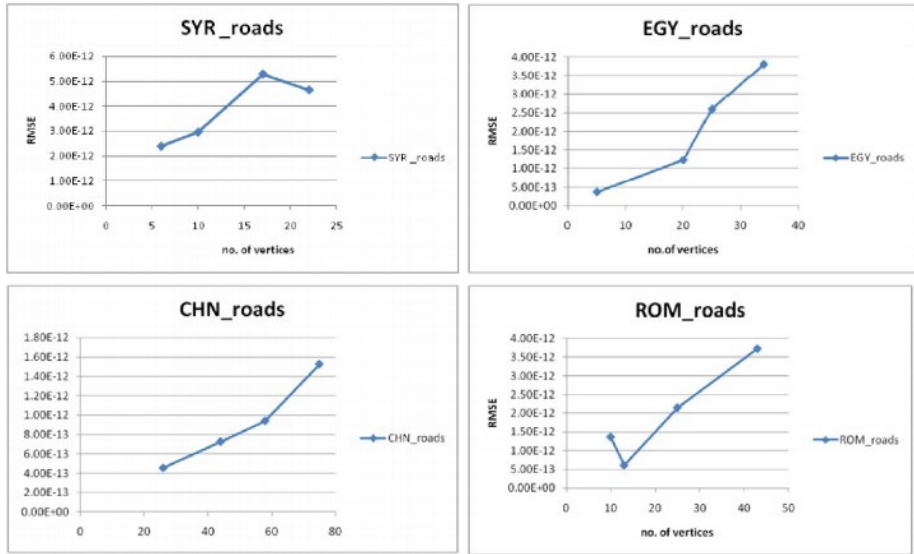 SYR_roads
6.00E-12
5.00E-12
4.00E-12
3.00E-12
2.00E-12
1.00E-12
0.00E+00
RMSE
0 5 10 15 20 25
no. of vertices
SYR_roads
EGY_roads
4.00E-12
3.50E-12
3.00E-12
2.50E-12
2.00E-12
1.50E-12
1.00E-12
5.00E-13
0.00E+00
RMSE
0 10 20 30 40
no.of vertices
EGY_roads
CHN_roads
1.80E-12
1.60E-12
1.40E-12
1.20E-12
1.00E-12
8.00E-13
6.00E-13
4.00E-13
2.00E-13
0.00E+00
0 20 40 60 80
CHN_roads
ROM_roads
4.00E-12
3.50E-12
3.00E-12
2.50E-12
2.00E-12
1.50E-12
1.00E-12
5.00E-13
0.00E+00
RMSE
0 10 20 30 40 50
no. of vertices
ROM_roads